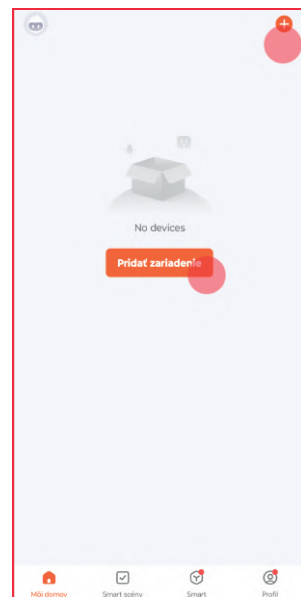 No devices
Pridať zariadenie
Môj domov
Smart scény
Smart
Profil